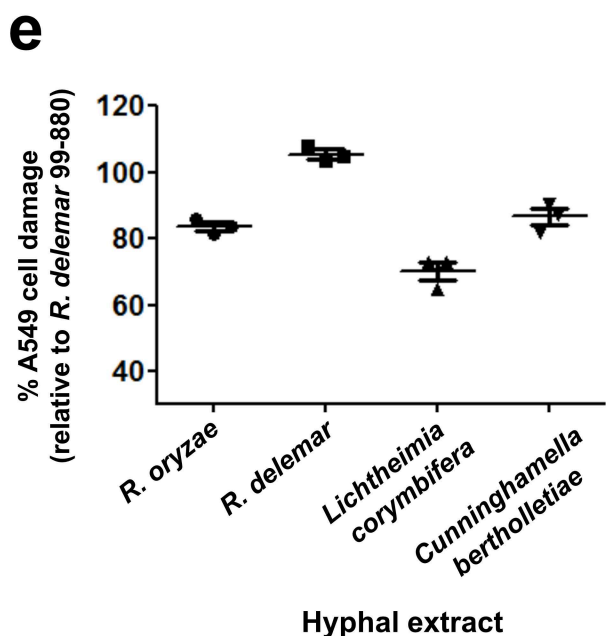 e
% A549 cell damage
(relative to R. delemar 99-880)
120
100
80
60
40
R. oryzae
R. delemar
Lichtheimia
corymbifera
Cunninghamella
bertholletiae
Hyphal extract